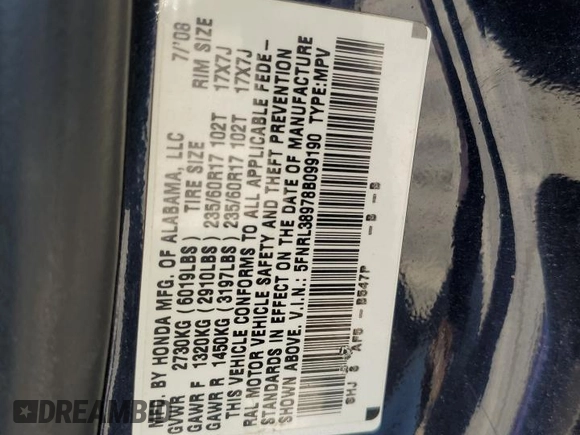 MFD. BY HONDA MFG. OF ALABAMA, LLC 7/'08
GVWR 2730KG (6019LBS) TIRE SIZE RIM SIZE
GAWR F 1320KG (2910LBS) 235/60R17 102T 17X7J
GAWR R 1450KG (3197LBS) 235/60R17 102T 17X7J
THIS VEHICLE CONFORMS TO ALL APPLICABLE FEDE-
RAL MOTOR VEHICLE SAFETY AND THEFT PREVENTION
STANDARDS IN EFFECT ON THE DATE OF MANUFACTURE
SHOWN ABOVE. V.I.N.: 5FNRL38978B099190 TYPE:MPV
B547P B B
DREAMBID